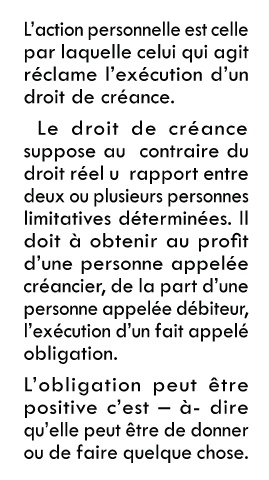 L'action personnelle est celle
par laquelle celui qui agit
réclame l'exécution d'un
droit de créance.
Le droit de créance
suppose au contraire du
droit réel u rapport entre
deux ou plusieurs personnes
limitatives déterminées. Il
doit à obtenir au profit
d'une personne appelée
créancier, de la part d'une
personne appelée débiteur,
l'exécution d'un fait appelé
obligation.
L'obligation peut être
positive c'est – à- dire
qu'elle peut être de donner
ou de faire quelque chose.